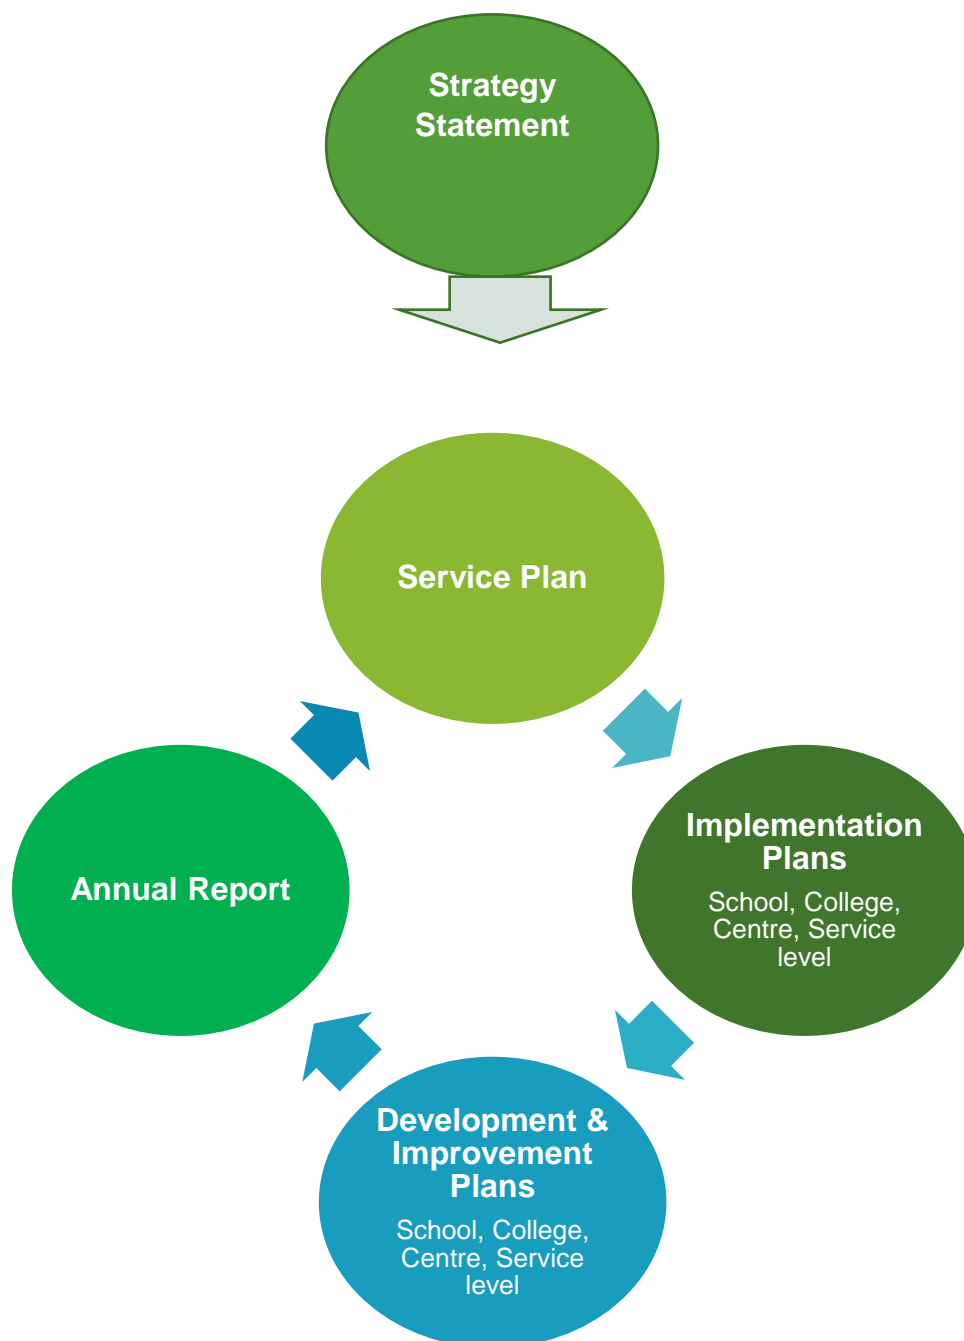 Strategy
Statement
Service Plan
Implementation
Plans
School, College,
Centre, Service
level
Development &
Improvement
Plans
School, College,
Centre, Service
level
Annual Report